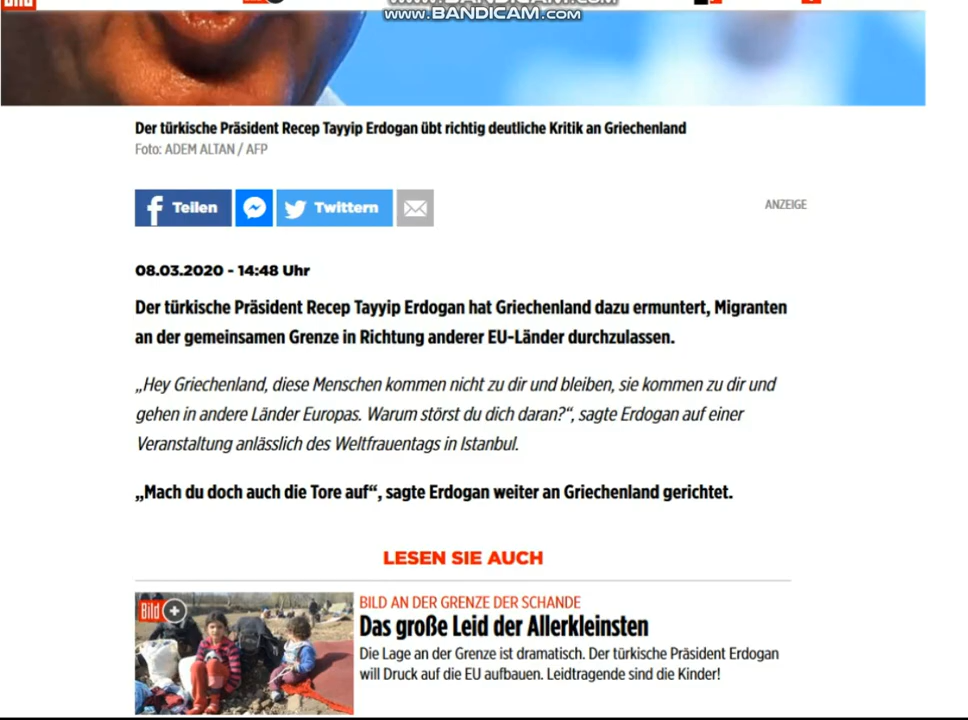 Bild
www.BANDICAM.com
www.BANDICAM.com
Der türkische Präsident Recep Tayyip Erdogan übt richtig deutliche Kritik an Griechenland
Foto: ADEM ALTAN / AFP
Teilen
Twittern
ANZEIGE
08.03.2020 - 14:48 Uhr
Der türkische Präsident Recep Tayyip Erdogan hat Griechenland dazu ermuntert, Migranten
an der gemeinsamen Grenze in Richtung anderer EU-Länder durchzulassen.
„Hey Griechenland, diese Menschen kommen nicht zu dir und bleiben, sie kommen zu dir und
gehen in andere Länder Europas. Warum störst du dich daran?“, sagte Erdogan auf einer
Veranstaltung anlässlich des Weltfrauentags in Istanbul.
„Mach du doch auch die Tore auf“, sagte Erdogan weiter an Griechenland gerichtet.
LESEN SIE AUCH
Bild +
BILD AN DER GRENZE DER SCHANDE
Das große Leid der Allerkleinsten
Die Lage an der Grenze ist dramatisch. Der türkische Präsident Erdogan
will Druck auf die EU aufbauen. Leidtragende sind die Kinder!